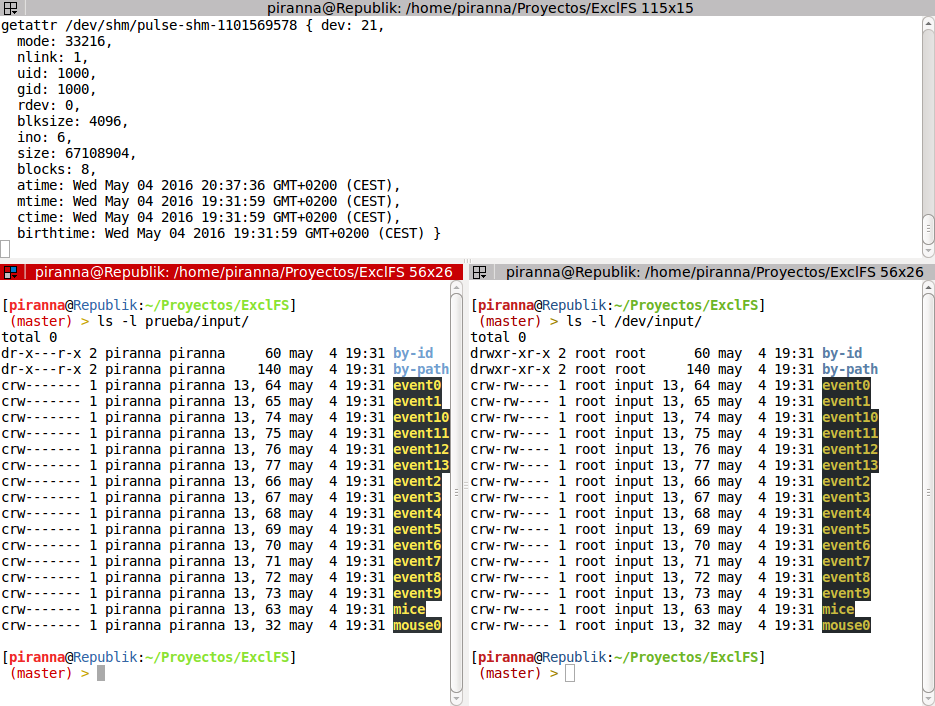 piranna@Republik: /home/piranna/Proyectos/ExclFS 115x15
getattr /dev/shm/pulse-shm-1101569578 { dev: 21,
  mode: 33216,
  nlink: 1,
  uid: 1000,
  gid: 1000,
  rdev: 0,
  blksize: 4096,
  ino: 6,
  size: 67108904,
  blocks: 8,
  atime: Wed May 04 2016 20:37:36 GMT+0200 (CEST),
  mtime: Wed May 04 2016 19:31:59 GMT+0200 (CEST),
  ctime: Wed May 04 2016 19:31:59 GMT+0200 (CEST),
  birthtime: Wed May 04 2016 19:31:59 GMT+0200 (CEST) }
piranna@Republik: /home/piranna/Proyectos/ExclFS 56x26
[piranna@Republik:~/Proyectos/ExclFS]
 (master) > ls -l prueba/input/
total 0
dr-x---r-x 2 piranna piranna     60 may  4 19:31 by-id
dr-x---r-x 2 piranna piranna    140 may  4 19:31 by-path
crw------- 1 piranna piranna 13, 64 may  4 19:31 event0
crw------- 1 piranna piranna 13, 65 may  4 19:31 event1
crw------- 1 piranna piranna 13, 74 may  4 19:31 event10
crw------- 1 piranna piranna 13, 75 may  4 19:31 event11
crw------- 1 piranna piranna 13, 76 may  4 19:31 event12
crw------- 1 piranna piranna 13, 77 may  4 19:31 event13
crw------- 1 piranna piranna 13, 66 may  4 19:31 event2
crw------- 1 piranna piranna 13, 67 may  4 19:31 event3
crw------- 1 piranna piranna 13, 68 may  4 19:31 event4
crw------- 1 piranna piranna 13, 69 may  4 19:31 event5
crw------- 1 piranna piranna 13, 70 may  4 19:31 event6
crw------- 1 piranna piranna 13, 71 may  4 19:31 event7
crw------- 1 piranna piranna 13, 72 may  4 19:31 event8
crw------- 1 piranna piranna 13, 73 may  4 19:31 event9
crw------- 1 piranna piranna 13, 63 may  4 19:31 mice
crw------- 1 piranna piranna 13, 32 may  4 19:31 mouse0
[piranna@Republik:~/Proyectos/ExclFS]
 (master) >
piranna@Republik: /home/piranna/Proyectos/ExclFS 56x26
[piranna@Republik:~/Proyectos/ExclFS]
 (master) > ls -l /dev/input/
total 0
drwxr-xr-x 2 root root      60 may  4 19:31 by-id
drwxr-xr-x 2 root root     140 may  4 19:31 by-path
crw-rw---- 1 root input 13, 64 may  4 19:31 event0
crw-rw---- 1 root input 13, 65 may  4 19:31 event1
crw-rw---- 1 root input 13, 74 may  4 19:31 event10
crw-rw---- 1 root input 13, 75 may  4 19:31 event11
crw-rw---- 1 root input 13, 76 may  4 19:31 event12
crw-rw---- 1 root input 13, 77 may  4 19:31 event13
crw-rw---- 1 root input 13, 66 may  4 19:31 event2
crw-rw---- 1 root input 13, 67 may  4 19:31 event3
crw-rw---- 1 root input 13, 68 may  4 19:31 event4
crw-rw---- 1 root input 13, 69 may  4 19:31 event5
crw-rw---- 1 root input 13, 70 may  4 19:31 event6
crw-rw---- 1 root input 13, 71 may  4 19:31 event7
crw-rw---- 1 root input 13, 72 may  4 19:31 event8
crw-rw---- 1 root input 13, 73 may  4 19:31 event9
crw-rw---- 1 root input 13, 63 may  4 19:31 mice
crw-rw---- 1 root input 13, 32 may  4 19:31 mouse0
[piranna@Republik:~/Proyectos/ExclFS]
 (master) >